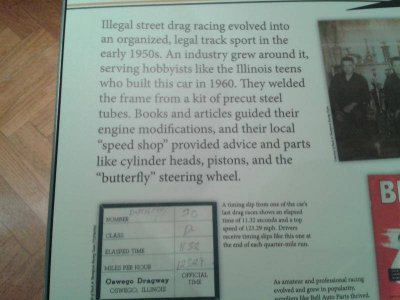 Illegal street drag racing evolved into
an organized, legal track sport in the
early 1950s. An industry grew around it,
serving hobbyists like the Illinois teens
who built this car in 1960. They welded
the frame from a kit of precut steel
tubes. Books and articles guided their
engine modifications, and their local
"speed shop" provided advice and parts
like cylinder heads, pistons, and the
"butterfly" steering wheel.
A timing slip from one of the car's
last drag races shows an elapsed
time of 11.32 seconds and a top
speed of 123.29 mph. Drivers
receive timing slips like this one at
the end of each quarter-mile run.
NUMBER
CLASS
ELAPSED TIME
MILES PER HOUR
Oswego Dragway
OSWEGO, ILLINOIS
OFFICIAL
TIME
As amateur and professional racing
evolved and grew in popularity,
suppliers like Bell Auto Parts thrived.